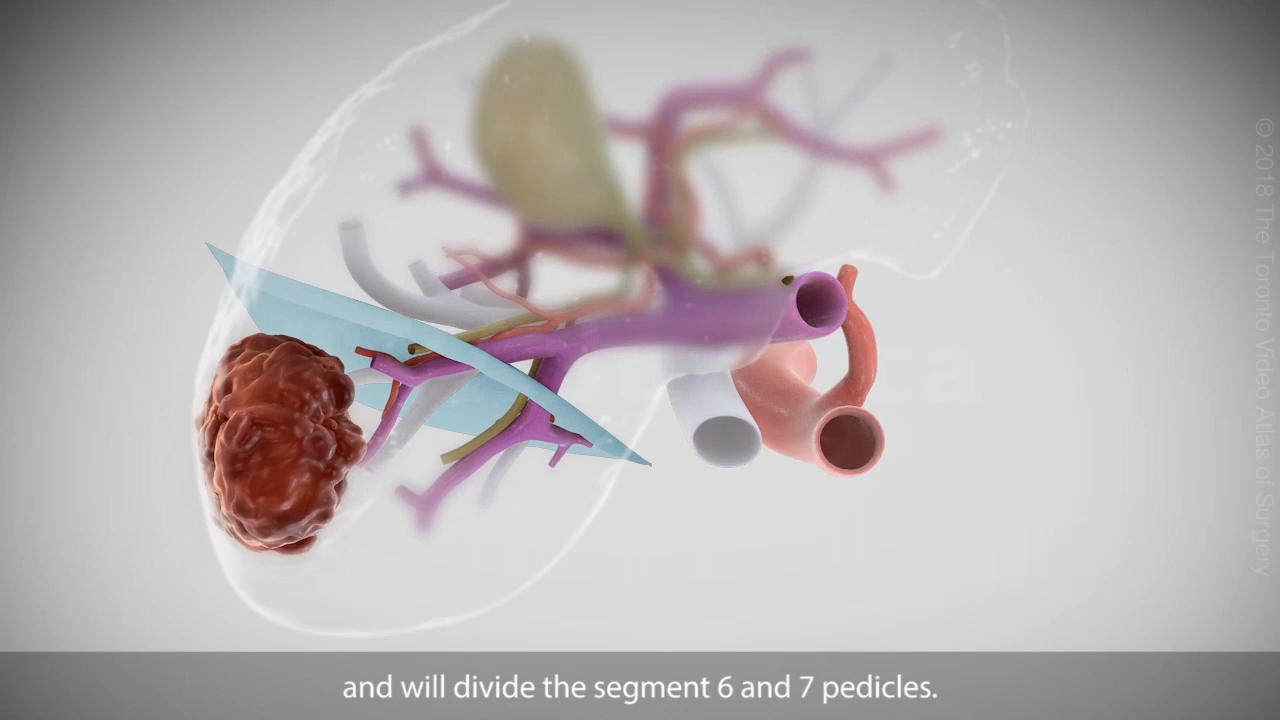 © 2018 The Toronto Video Atlas of Surgery
and will divide the segment 6 and 7 pedicles.